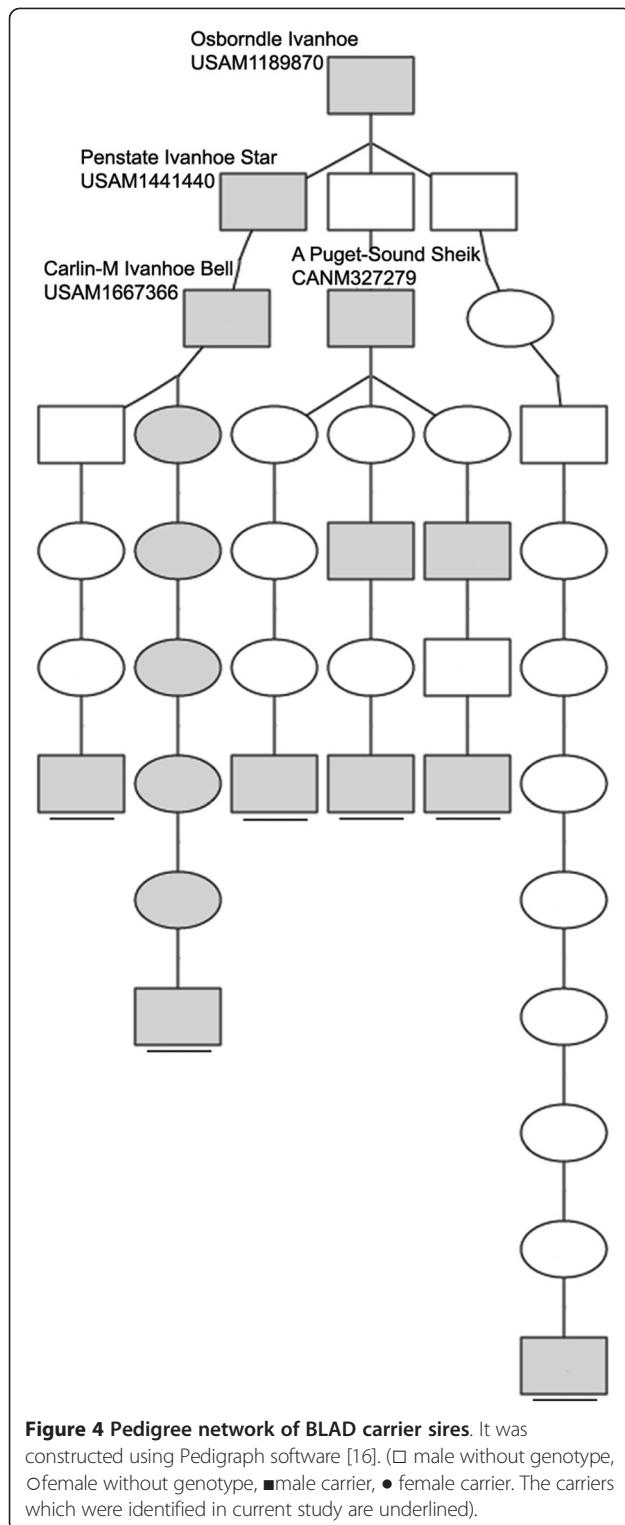 Osborndle Ivanhoe
USAM1189870
Penstate Ivanhoe Star
USAM1441440
A Puget-Sound Sheik
CANM327279
Carlin-M Ivanhoe Bell
USAM1667366
Figure 4 Pedigree network of BLAD carrier sires. It was
constructed using Pedigraph software [16]. (□ male without genotype,
○female without genotype, ■male carrier, ● female carrier. The carriers
which were identified in current study are underlined).